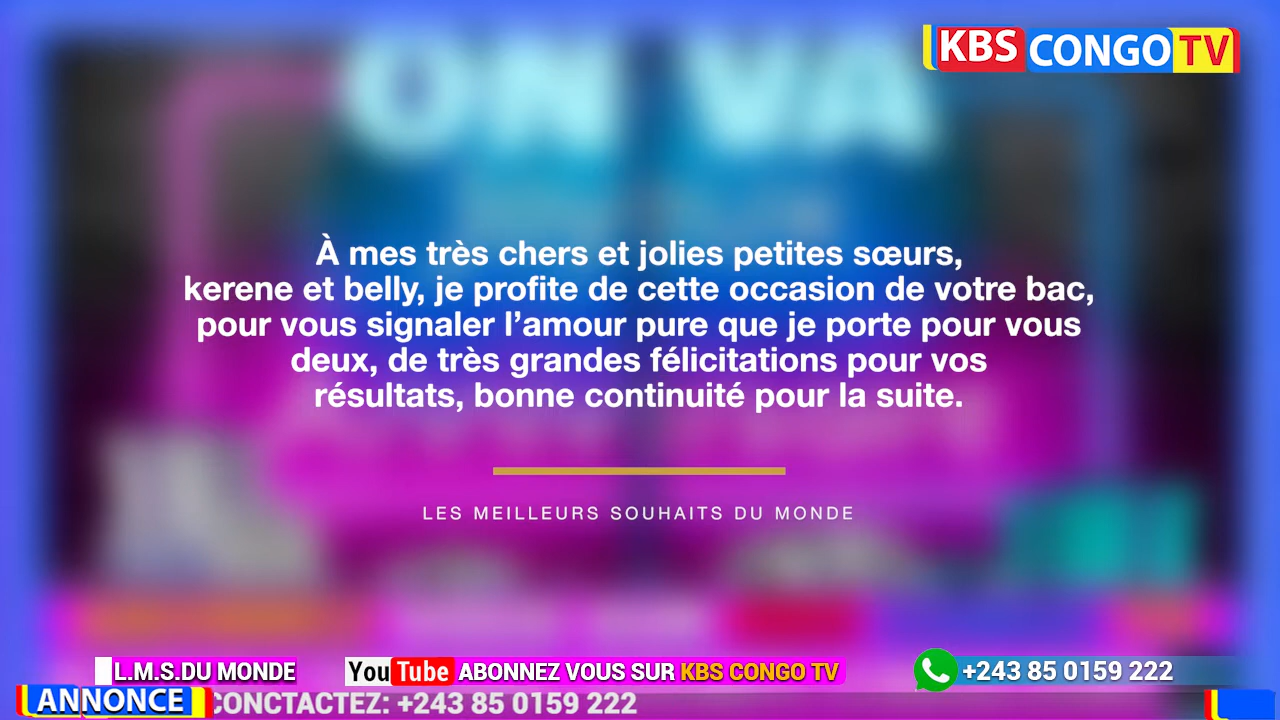 KBS CONGO TV
ON VA
À mes très chers et jolies petites sœurs,
kerene et belly, je profite de cette occasion de votre bac,
pour vous signaler l’amour pure que je porte pour vous
deux, de très grandes félicitations pour vos
résultats, bonne continuité pour la suite.
LES MEILLEURS SOUHAITS DU MONDE
L.M.S.DU MONDE
YouTube ABONNEZ VOUS SUR KBS CONGO TV
+243 85 0159 222
ANNONCE
CONCTACTEZ: +243 85 0159 222